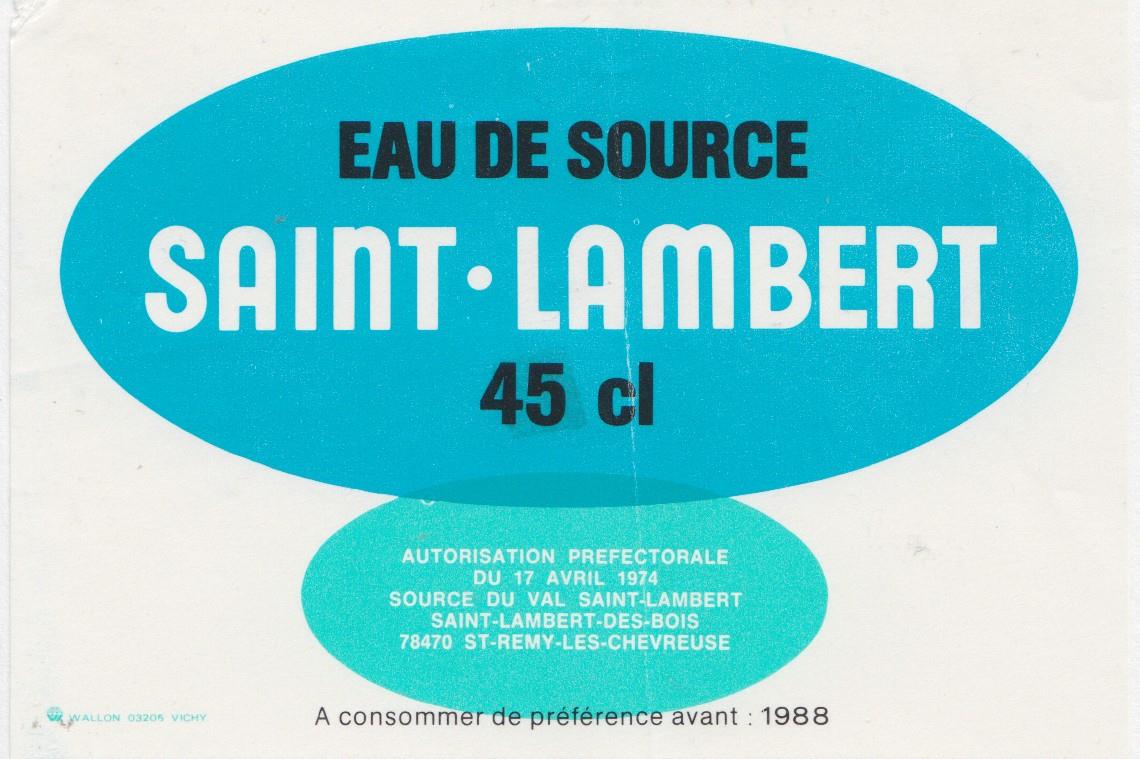 EAU DE SOURCE
SAINT·LAMBERT
45 cl
AUTORISATION PREFECTORALE
DU 17 AVRIL 1974
SOURCE DU VAL SAINT-LAMBERT
SAINT-LAMBERT-DES-BOIS
78470 ST-REMY-LES-CHEVREUSE
A consommer de préférence avant : 1988
WALLON 03206 VICHY